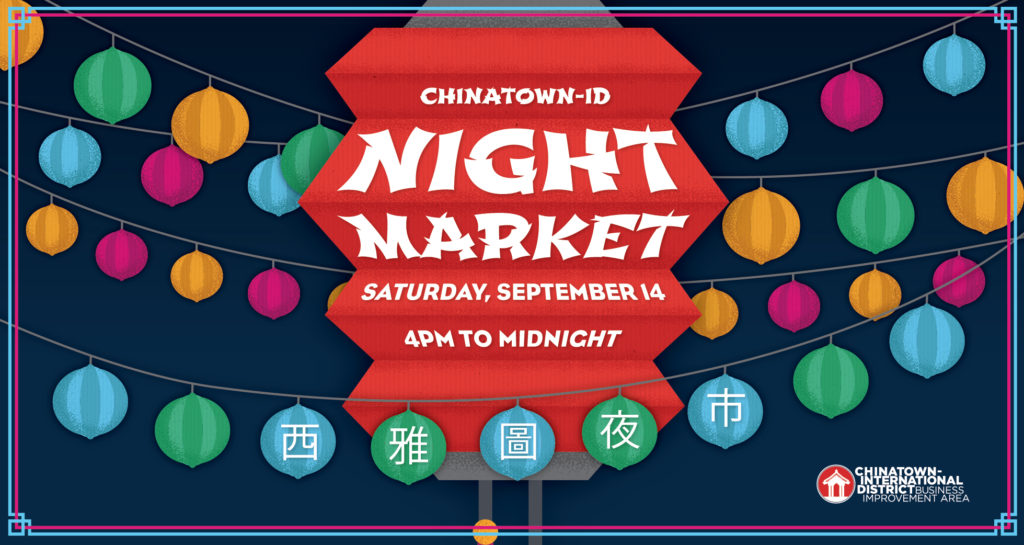 CHINATOWN-ID
NIGHT
MARKET
SATURDAY, SEPTEMBER 14
4PM TO MIDNIGHT
西雅圖夜市
CHINATOWN-
INTERNATIONAL
DISTRICT BUSINESS
IMPROVEMENT AREA